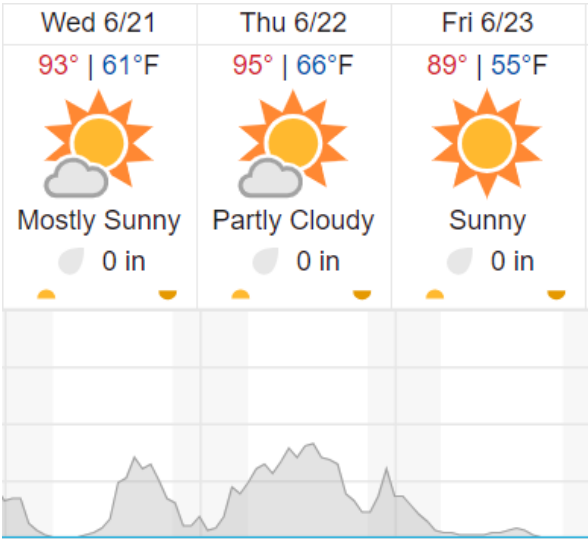 Wed 6/21 Thu 6/22 Fri 6/23
93° | 61°F 95° | 66°F 89° | 55°F
Mostly Sunny Partly Cloudy Sunny
0 in 0 in 0 in